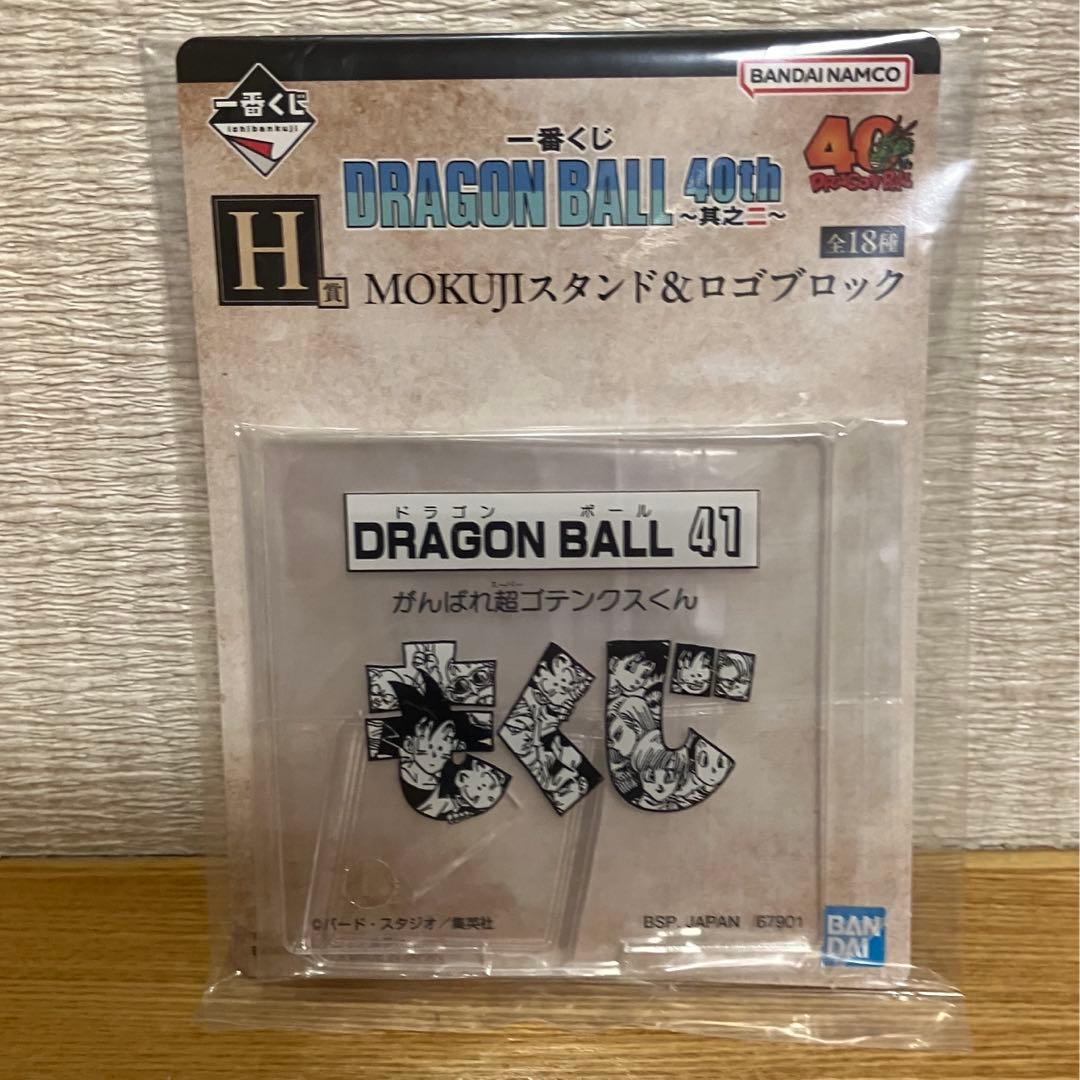 BANDAI NAMCO
一番くじ
ichibankuji
一番くじ
DRAGON BALL 40th
～其之二～
40th
DRAGON BALL
全18種
H賞
MOKUJIスタンド&ロゴブロック
ドラゴン ボール
DRAGON BALL 41
スーパー
がんばれ超ゴテンクスくん
もくじ
©バード・スタジオ／集英社
BSP JAPAN 67901
BAN
DAI